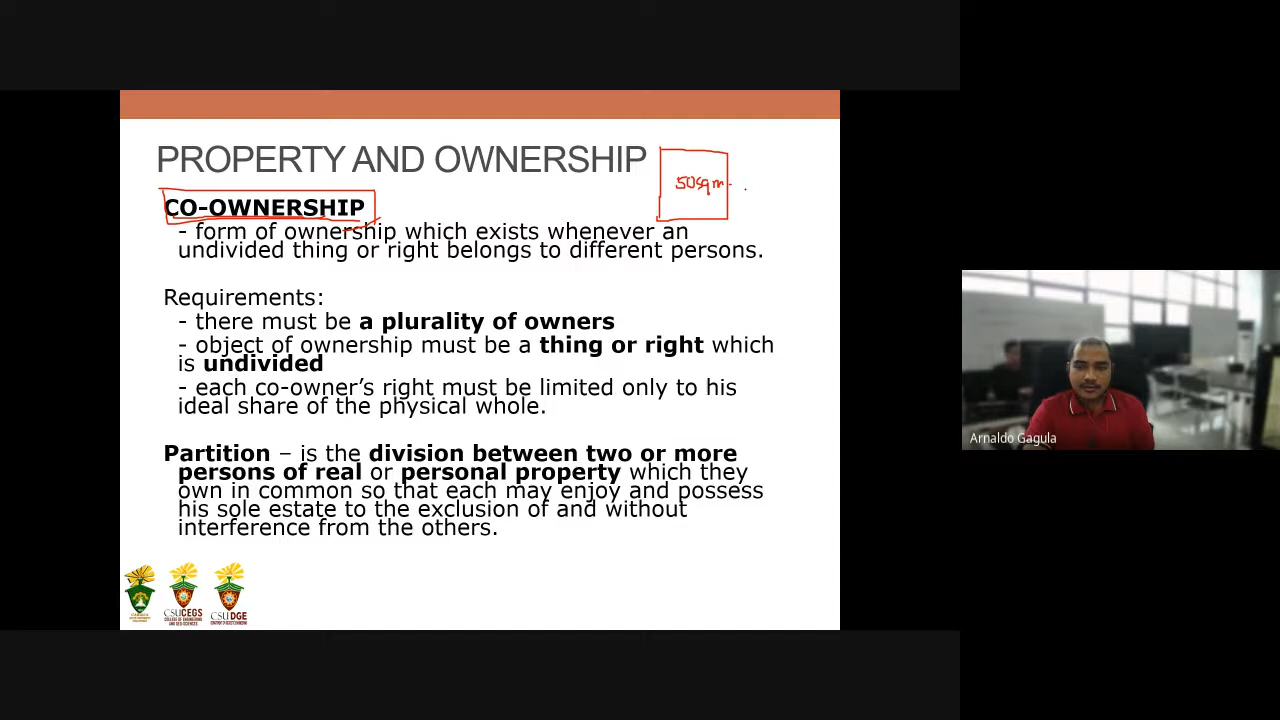 PROPERTY AND OWNERSHIP
50sqm
CO-OWNERSHIP
- form of ownership which exists whenever an
undivided thing or right belongs to different persons.
Requirements:
- there must be a plurality of owners
- object of ownership must be a thing or right which
is undivided
- each co-owner's right must be limited only to his
ideal share of the physical whole.
Partition – is the division between two or more
persons of real or personal property which they
own in common so that each may enjoy and possess
his sole estate to the exclusion of and without
interference from the others.
CSUCEGS
CSUDGE
Arnaldo Gagula